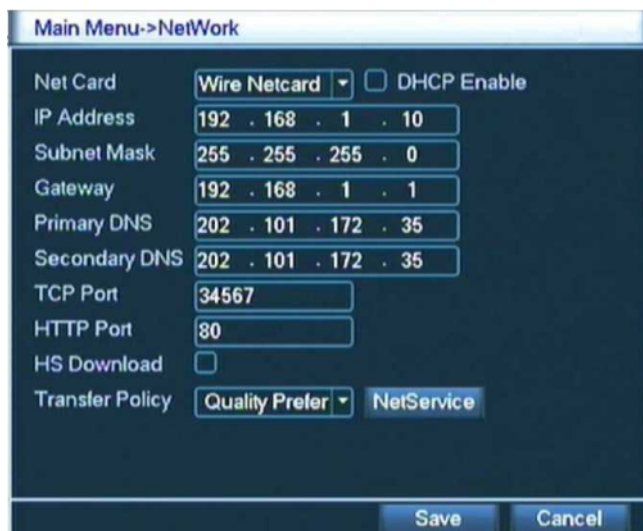 Main Menu->NetWork
Net Card Wire Netcard DHCP Enable
IP Address 192 . 168 . 1 . 10
Subnet Mask 255 . 255 . 255 . 0
Gateway 192 . 168 . 1 . 1
Primary DNS 202 . 101 . 172 . 35
Secondary DNS 202 . 101 . 172 . 35
TCP Port 34567
HTTP Port 80
HS Download
Transfer Policy Quality Prefer NetService
Save Cancel